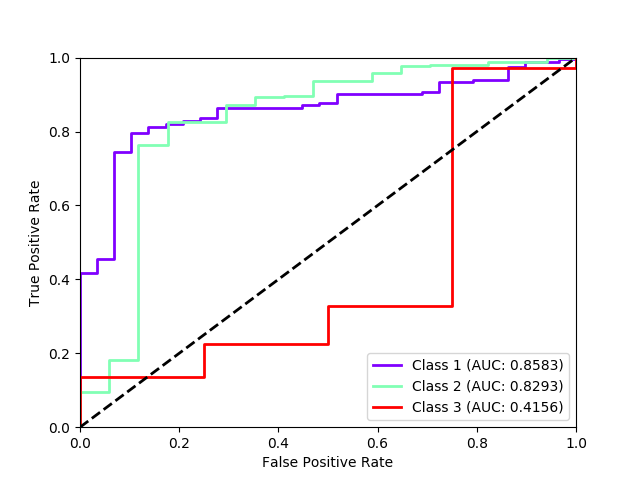 1.0
0.8
0.6
0.4
0.2
0.0
True Positive Rate
Class 1 (AUC: 0.8583)
Class 2 (AUC: 0.8293)
Class 3 (AUC: 0.4156)
0.0 0.2 0.4 0.6 0.8 1.0
False Positive Rate